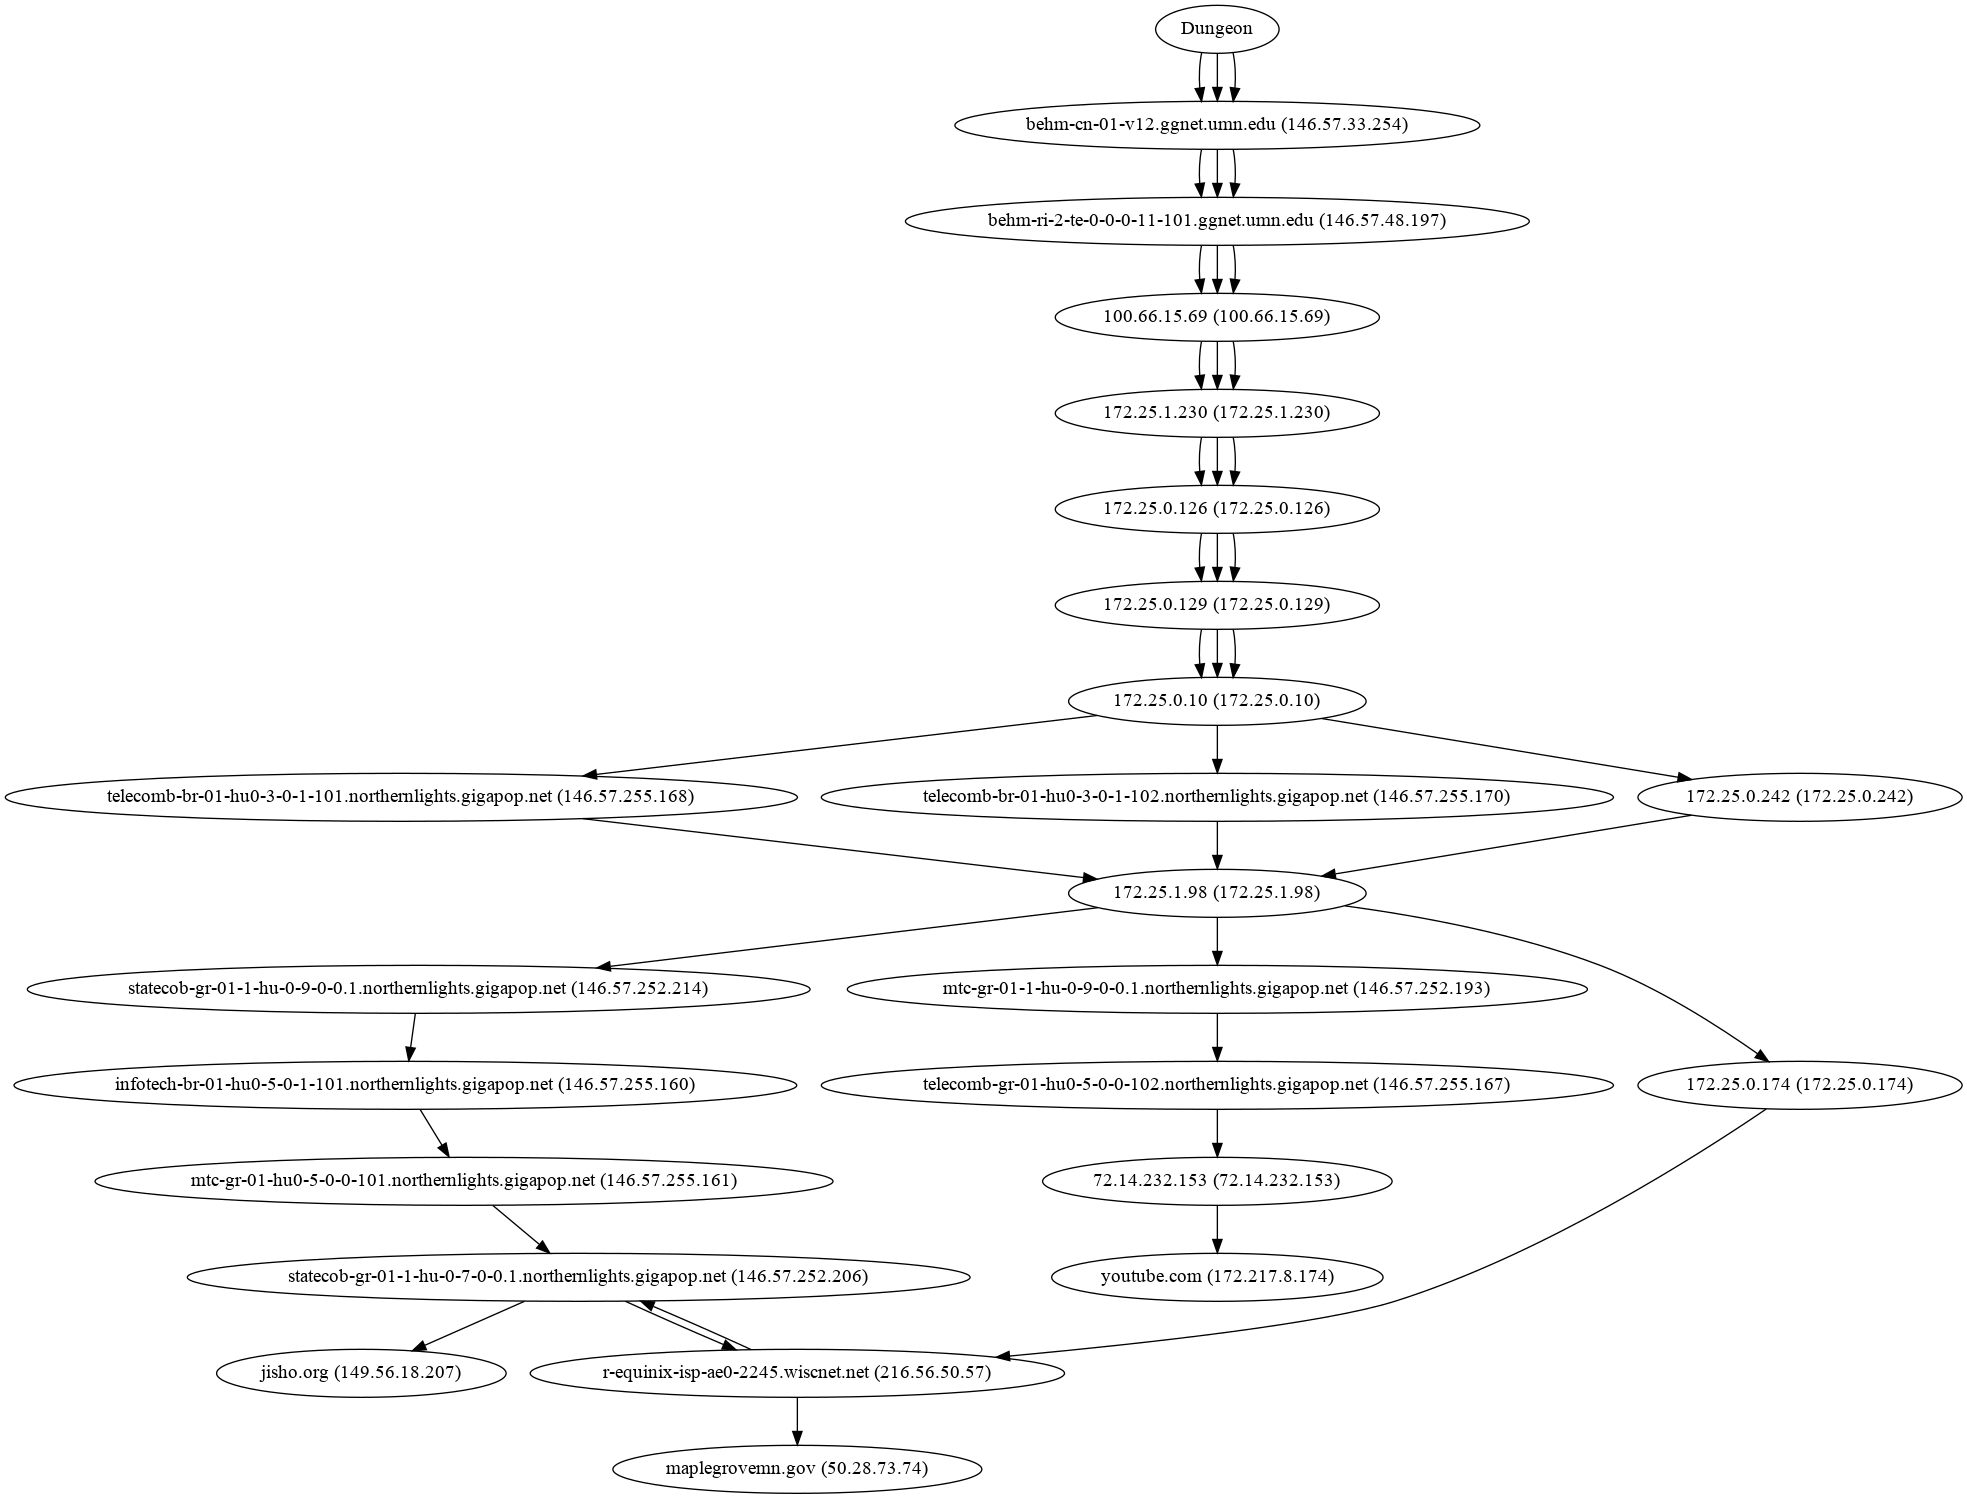 Dungeon
behm-cn-01-v12.ggnet.umn.edu (146.57.33.254)
behm-ri-2-te-0-0-0-11-101.ggnet.umn.edu (146.57.48.197)
100.66.15.69 (100.66.15.69)
172.25.1.230 (172.25.1.230)
172.25.0.126 (172.25.0.126)
172.25.0.129 (172.25.0.129)
172.25.0.10 (172.25.0.10)
telecomb-br-01-hu0-3-0-1-101.northernlights.gigapop.net (146.57.255.168)
telecomb-br-01-hu0-3-0-1-102.northernlights.gigapop.net (146.57.255.170)
172.25.0.242 (172.25.0.242)
172.25.1.98 (172.25.1.98)
statecob-gr-01-1-hu-0-9-0-0.1.northernlights.gigapop.net (146.57.252.214)
mtc-gr-01-1-hu-0-9-0-0.1.northernlights.gigapop.net (146.57.252.193)
infotech-br-01-hu0-5-0-1-101.northernlights.gigapop.net (146.57.255.160)
telecomb-gr-01-hu0-5-0-0-102.northernlights.gigapop.net (146.57.255.167)
172.25.0.174 (172.25.0.174)
mtc-gr-01-hu0-5-0-0-101.northernlights.gigapop.net (146.57.255.161)
72.14.232.153 (72.14.232.153)
statecob-gr-01-1-hu-0-7-0-0.1.northernlights.gigapop.net (146.57.252.206)
youtube.com (172.217.8.174)
jisho.org (149.56.18.207)
r-equinix-isp-ae0-2245.wiscnet.net (216.56.50.57)
maplegrovemn.gov (50.28.73.74)